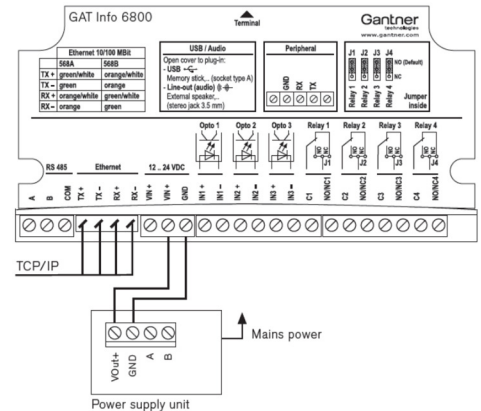 GAT Info 6800
Terminal
Gantner
technologies
www.gantner.com
Ethernet 10/100 MBit
568A 568B
TX + green/white orange/white
TX – green orange
RX + orange/white green/white
RX – orange green
USB / Audio
Open cover to plug-in:
- USB
Memory stick,.. (socket type A)
- Line-out (audio)
External speaker,..
(stereo jack 3.5 mm)
Peripheral
GND
RX
TX
J1 J2 J3 J4
NO (Default)
NC
Relay 1
Relay 2
Relay 3
Relay 4
Jumper
inside
Opto 1 Opto 2 Opto 3 Relay 1 Relay 2 Relay 3 Relay 4
NO NC J1
NO NC J2
NO NC J3
NO NC J4
RS 485 Ethernet 12 .. 24 VDC
A
B
COM
TX +
TX –
RX +
RX –
VIN +
VIN +
GND
IN1 +
IN1 –
IN2 +
IN2 –
IN3 +
IN3 –
C1
NO/NC1
C2
NO/NC2
C3
NO/NC3
C4
NO/NC4
TCP/IP
Mains power
VOut+
GND
A
B
Power supply unit